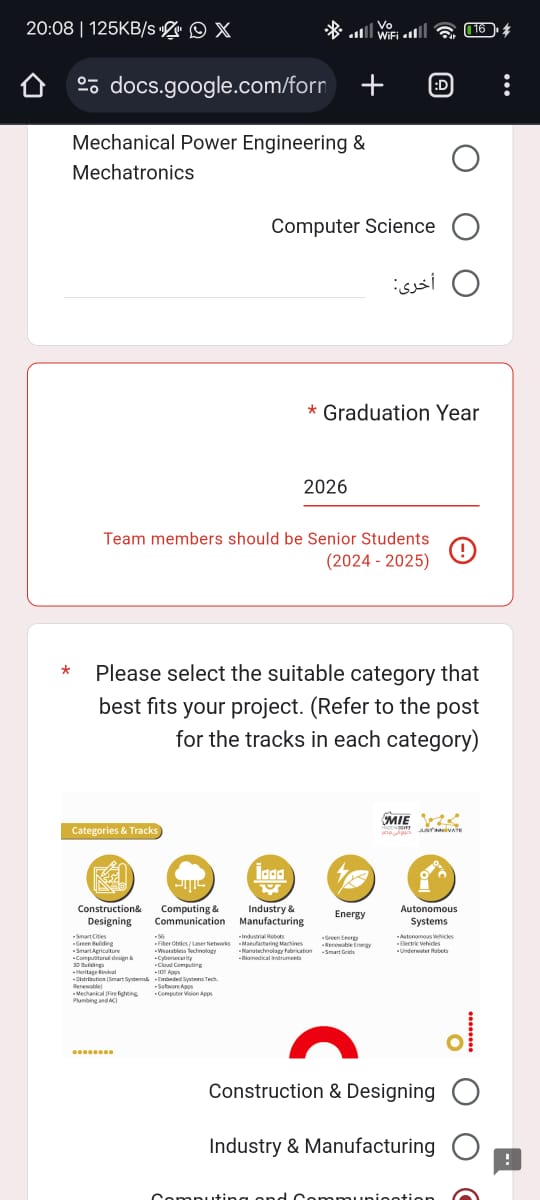 20:08 | 125KB/s
Vo
WiFi
16
docs.google.com/forr
:D
Mechanical Power Engineering &
Mechatronics
Computer Science
أخرى:
* Graduation Year
2026
Team members should be Senior Students
(2024 - 2025)
* Please select the suitable category that
best fits your project. (Refer to the post
for the tracks in each category)
MIE
JUST INNOVATE
Categories & Tracks
Construction&
Designing
•Smart Cities
•Green Building
•Smart Agriculture
•Computational design &
3D Buildings
•Heritage Revival
•Distribution (Smart Systems&
Renewable)
•Mechanical (Fire fighting,
Plumbing and AC)
Computing &
Communication
•5G
•Fiber Obtics / Laser Networks
•Wearabless Technology
•Cybersecurity
•Cloud Computing
•IOT Apps
•Embeded Systems Tech.
•Software Apps
•Computer Vision Apps
Industry &
Manufacturing
•Industrial Robots
•Manufacturing Machines
•Nanotechnology Fabrication
•Biomedical Instruments
Energy
•Green Energy
•Renewable Energy
•Smart Grids
Autonomous
Systems
•Autonomous Vehicles
•Electric Vehicles
•Underwater Robots
Construction & Designing
Industry & Manufacturing
Computing and Communication